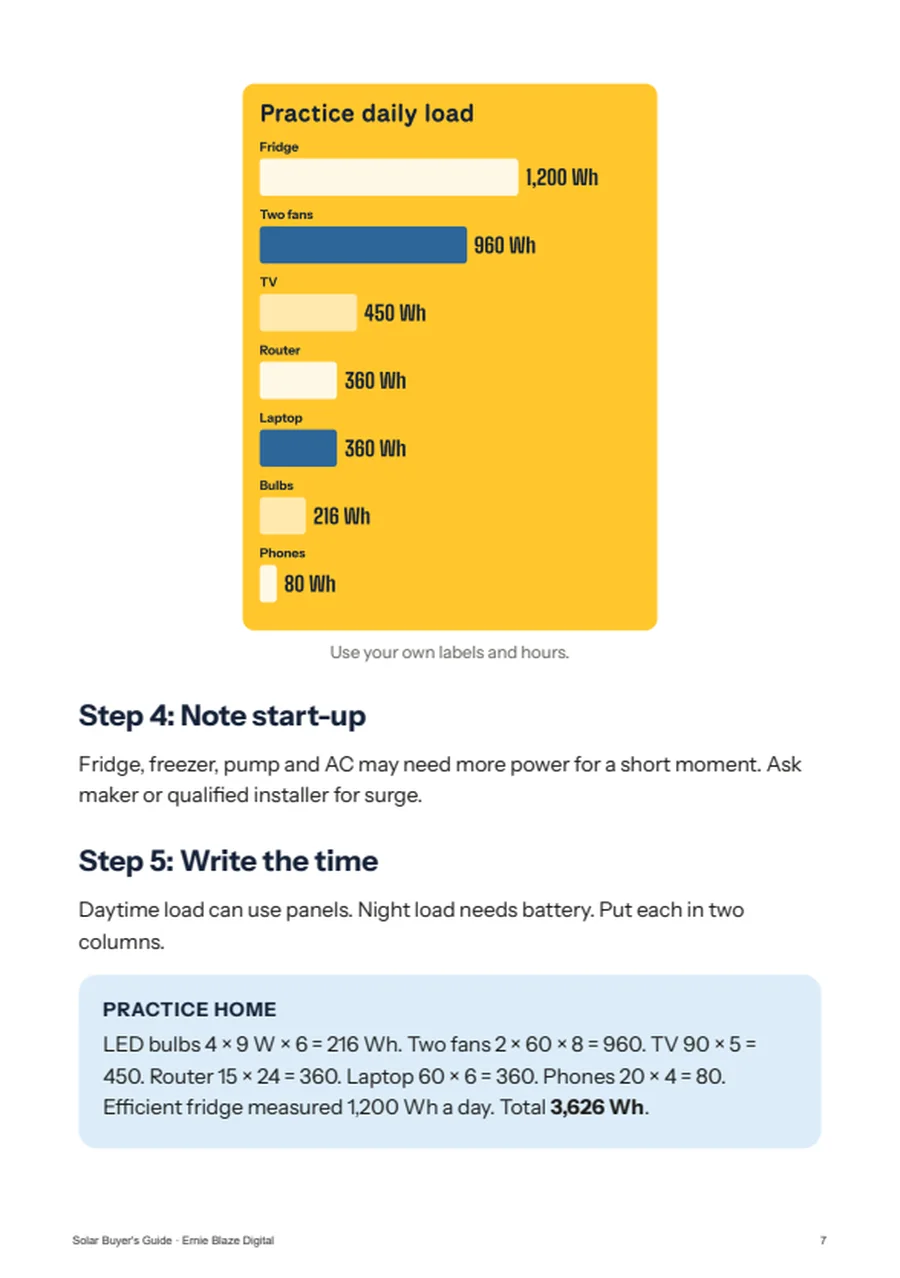 Practice daily load
Fridge
1,200 Wh
Two fans
960 Wh
TV
450 Wh
Router
360 Wh
Laptop
360 Wh
Bulbs
216 Wh
Phones
80 Wh
Use your own labels and hours.
Step 4: Note start-up
Fridge, freezer, pump and AC may need more power for a short moment. Ask
maker or qualified installer for surge.
Step 5: Write the time
Daytime load can use panels. Night load needs battery. Put each in two
columns.
PRACTICE HOME
LED bulbs 4 × 9 W × 6 = 216 Wh. Two fans 2 × 60 × 8 = 960. TV 90 × 5 =
450. Router 15 × 24 = 360. Laptop 60 × 6 = 360. Phones 20 × 4 = 80.
Efficient fridge measured 1,200 Wh a day. Total 3,626 Wh.
Solar Buyer's Guide · Ernie Blaze Digital
7